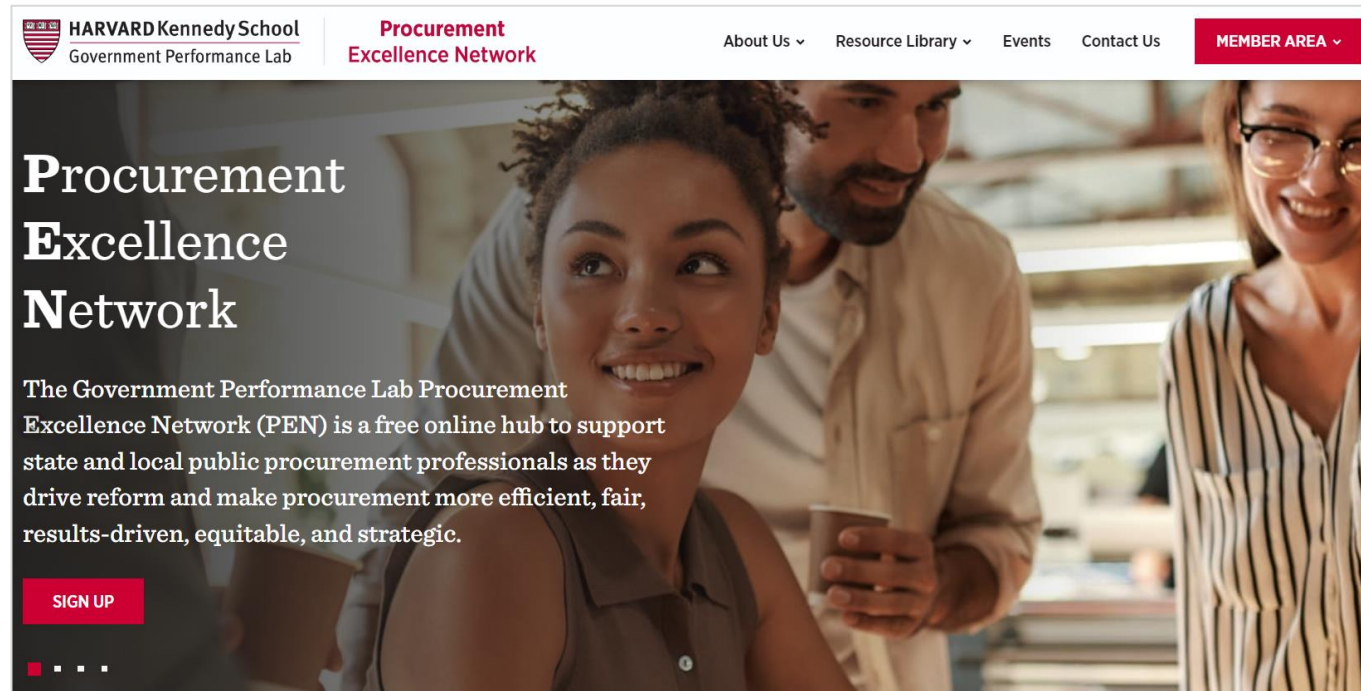 HARVARD Kennedy School
Government Performance Lab
Procurement
Excellence Network
About Us
Resource Library
Events
Contact Us
MEMBER AREA
Procurement
Excellence
Network
The Government Performance Lab Procurement
Excellence Network (PEN) is a free online hub to support
state and local public procurement professionals as they
drive reform and make procurement more efficient, fair,
results-driven, equitable, and strategic.
SIGN UP